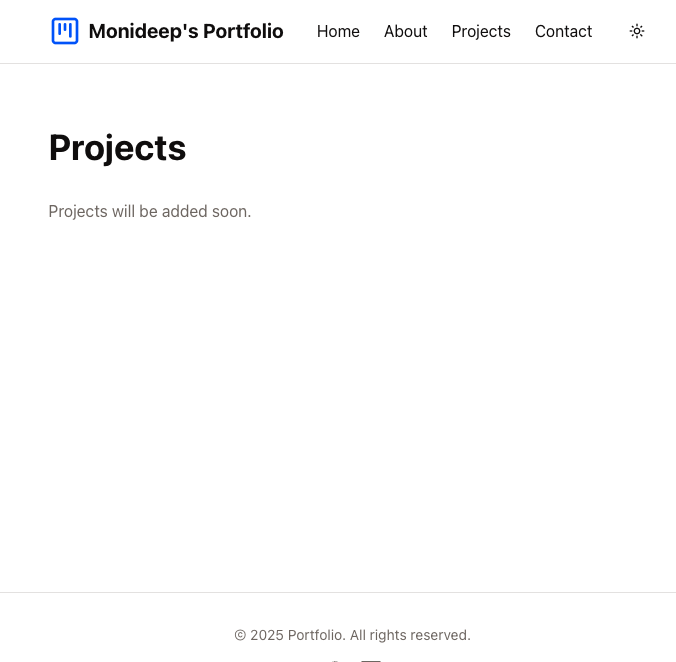 Monideep's Portfolio Home About Projects Contact
Projects
Projects will be added soon.
© 2025 Portfolio. All rights reserved.